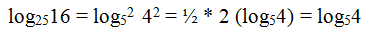 log₂₅16 = log₅² 4² = ½ * 2 (log₅4) = log₅4